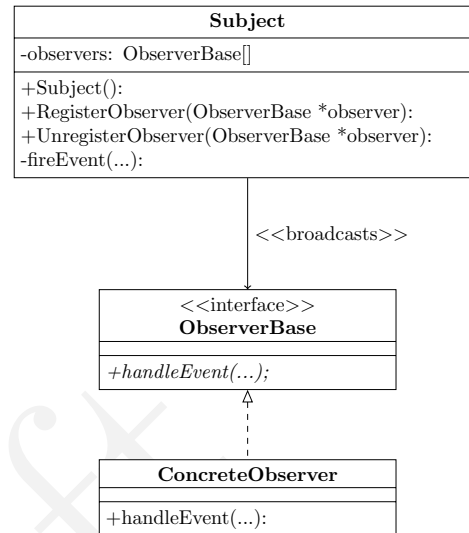 Subject
-observers: ObserverBase[]
+Subject():
+RegisterObserver(ObserverBase *observer):
+UnregisterObserver(ObserverBase *observer):
-fireEvent(...):
<<broadcasts>>
<<interface>>
ObserverBase
+handleEvent(...);
ConcreteObserver
+handleEvent(...):